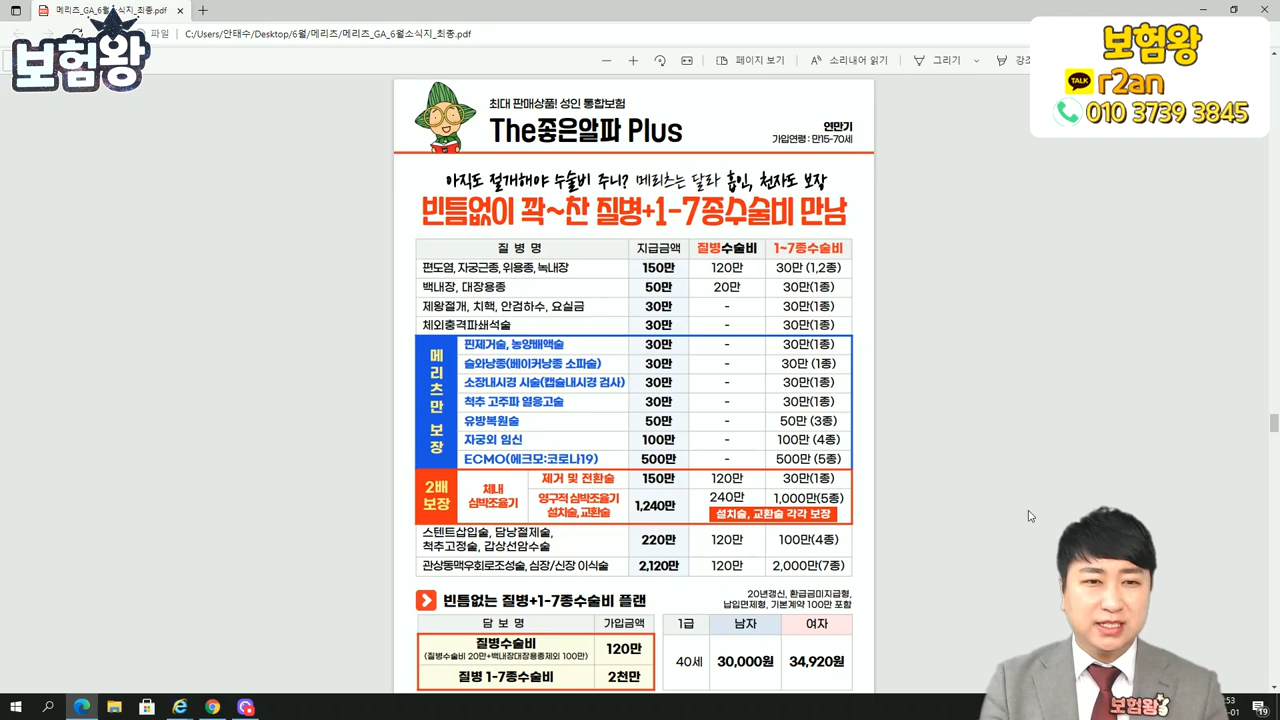 메리츠_GA_6월소식지_최종.pdf
파일
C:/Users/안태수/Desktop/6월/메리츠/메리츠_GA_6월소식지_최종.pdf
페이지 보기
소리내어 읽기
그리기
강조
보험왕
보험왕
TALK r2an
010 3739 3845
최대 판매상품! 성인 통합보험
The좋은알파 Plus
연만기
가입연령 : 만15-70세
아직도 절개해야 수술비 주니? 메리츠는 달라 흡인, 천자도 보장
빈틈없이 꽉~찬 질병+1-7종수술비 만남
질 병 명 지급금액 질병수술비 1~7종수술비
편도염, 자궁근종, 위용종, 녹내장 150만 120만 30만 (1,2종)
백내장, 대장용종 50만 20만 30만(1종)
제왕절개, 치핵, 안검하수, 요실금 30만 - 30만(1종)
체외충격파쇄석술 30만 - 30만(1종)
메리츠만 보장
핀제거술, 농양배액술 30만 - 30만(1종)
슬와낭종(베이커낭종 소파술) 30만 - 30만 (1종)
소장내시경 시술(캡슐내시경 검사) 30만 - 30만(1종)
척추 고주파 열응고술 30만 - 30만(1종)
유방복원술 50만 - 50만 (3종)
자궁외 임신 100만 - 100만 (4종)
ECMO(에크모:코로나19) 500만 - 500만 (5종)
2배 보장
체내 심박조율기
제거 및 전환술 150만 120만 30만(1종)
영구적 심박조율기 설치술, 교환술 1,240만 240만 1,000만(5종)
설치술, 교환술 각각 보장
스텐트삽입술, 담낭절제술,
척추고정술, 갑상선암수술 220만 120만 100만(4종)
관상동맥우회로조성술, 심장/신장 이식술 2,120만 120만 2,000만(7종)
빈틈없는 질병+1-7종수술비 플랜
20년갱신, 환급금미지급형,
납입면제형, 기본계약 100만 포함
담 보 명 가입금액
질병수술비
(질병수술비 20만+백내장대장용종제외 100만) 120만
질병 1-7종수술비 2천만
1급 남자 여자
40세 30,000원 34,920원
보험왕
:53
-01
19